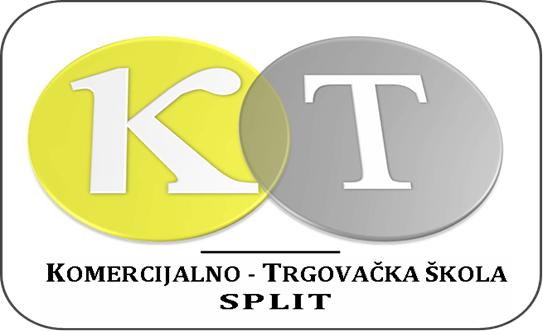 KT
KOMERCIJALNO - TRGOVAČKA ŠKOLA
SPLIT